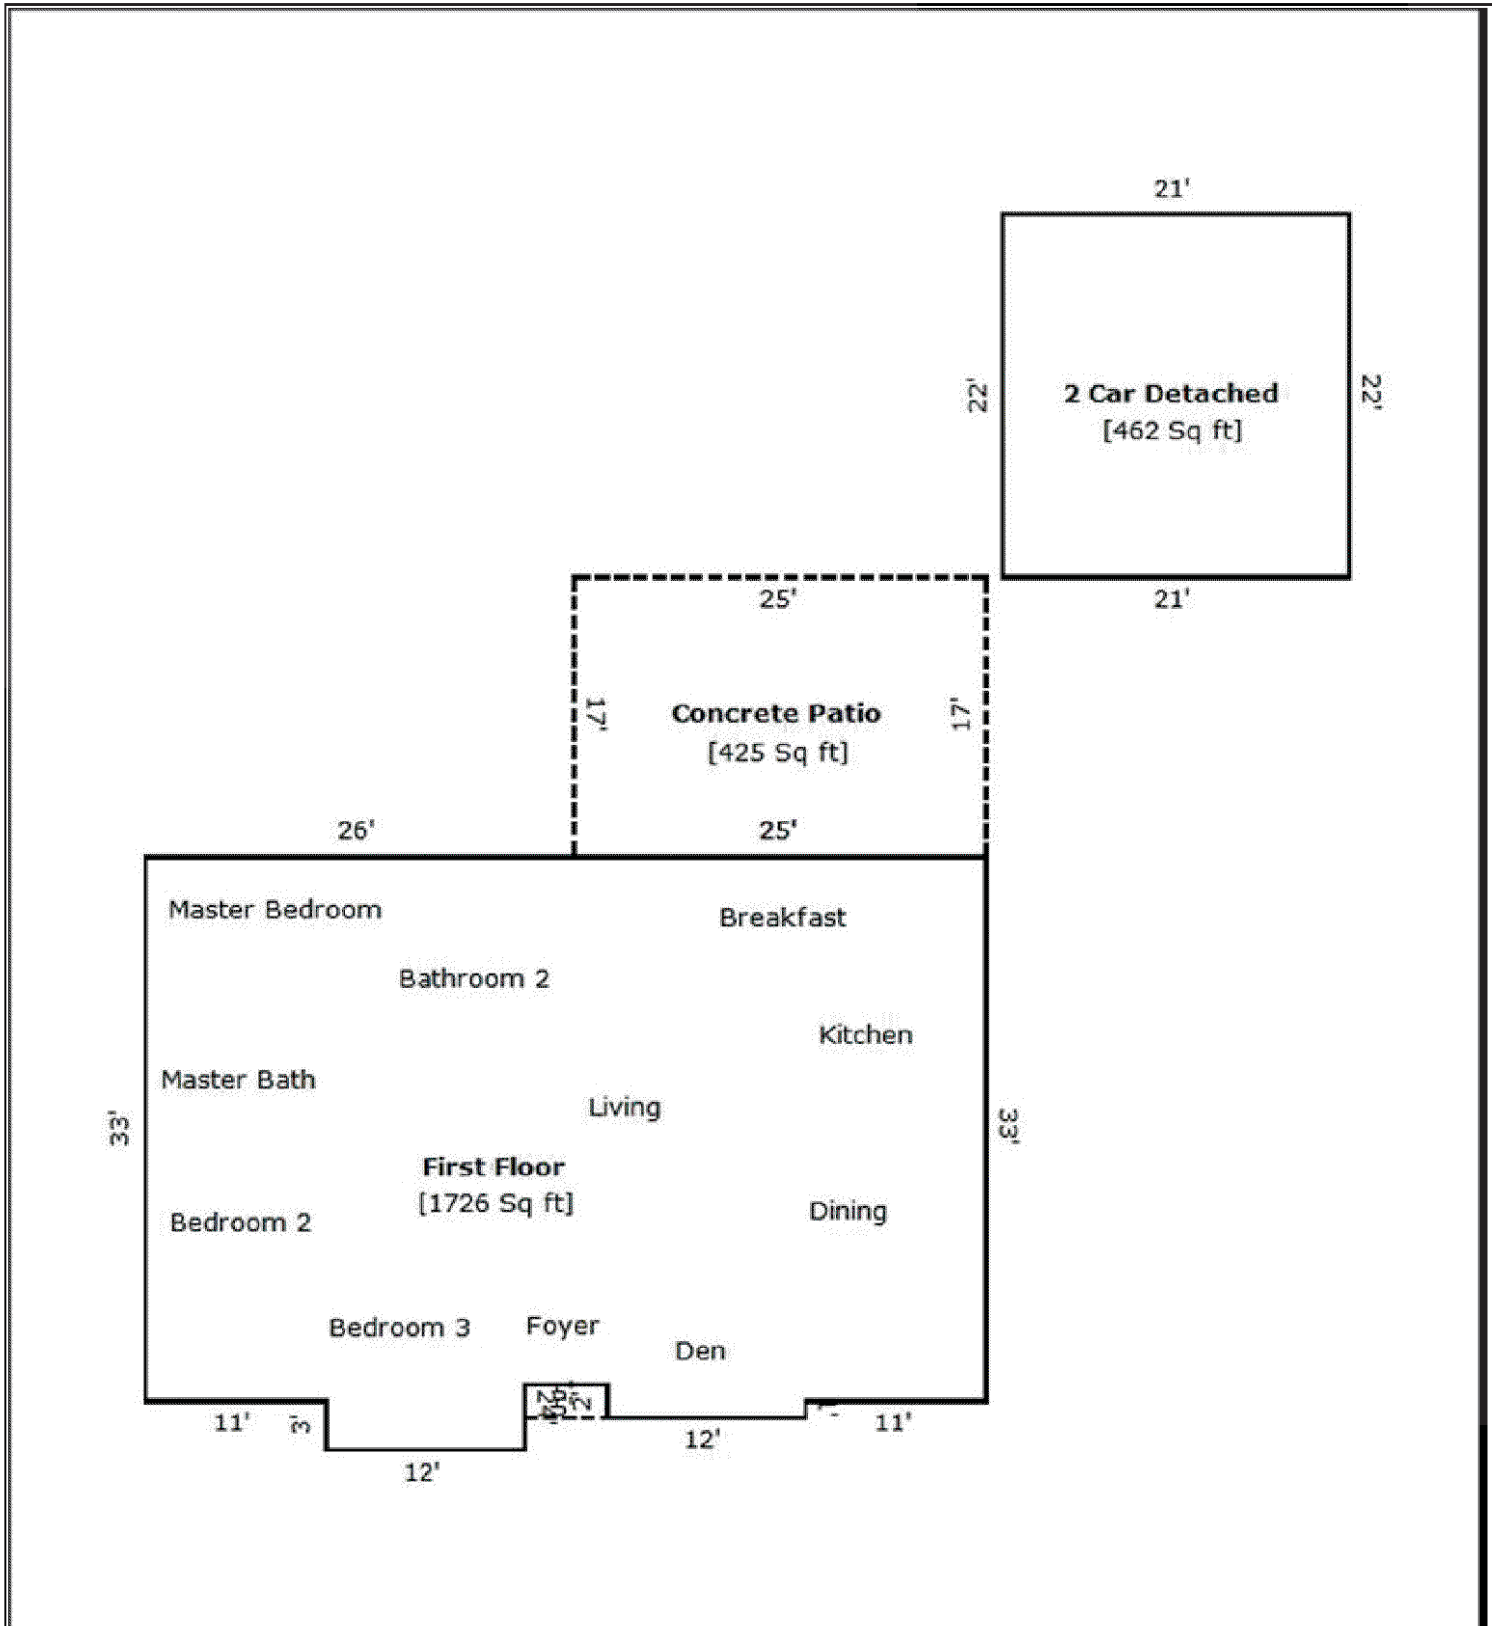 21'
22'
2 Car Detached
[462 Sq ft]
22'
25'
21'
17'
Concrete Patio
[425 Sq ft]
17'
26'
25'
Master Bedroom
Breakfast
Bathroom 2
Kitchen
Master Bath
Living
33'
33'
First Floor
[1726 Sq ft]
Dining
Bedroom 2
Bedroom 3
Foyer
Den
2'
11'
3'
12'
11'
12'